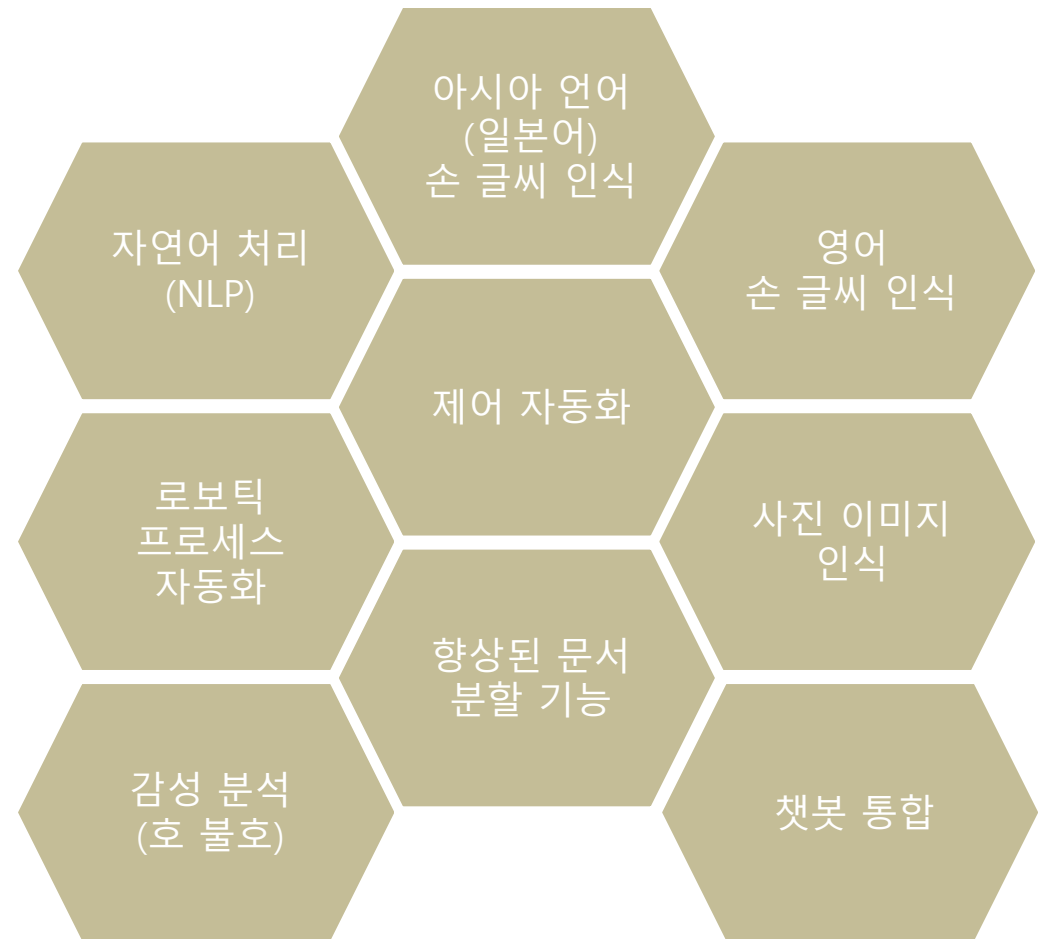 아시아 언어
(일본어)
손 글씨 인식
자연어 처리
(NLP)
영어
손 글씨 인식
제어 자동화
로보틱
프로세스
자동화
사진 이미지
인식
향상된 문서
분할 기능
감성 분석
(호 불호)
챗봇 통합